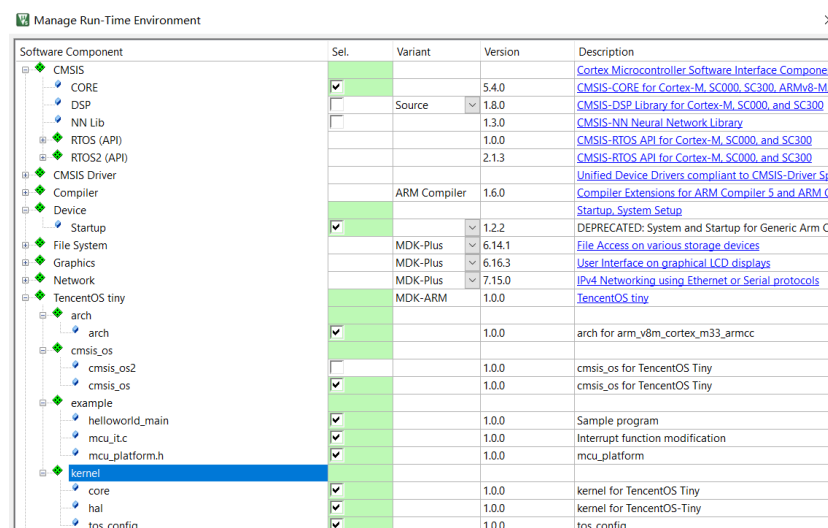 Manage Run-Time Environment
Software Component Sel. Variant Version Description
CMSIS Cortex Microcontroller Software Interface Compone
CORE 5.4.0 CMSIS-CORE for Cortex-M, SC000, SC300, ARMv8-M
DSP Source 1.8.0 CMSIS-DSP Library for Cortex-M, SC000, and SC300
NN Lib 1.3.0 CMSIS-NN Neural Network Library
RTOS (API) 1.0.0 CMSIS-RTOS API for Cortex-M, SC000, and SC300
RTOS2 (API) 2.1.3 CMSIS-RTOS API for Cortex-M, SC000, and SC300
CMSIS Driver Unified Device Drivers compliant to CMSIS-Driver Sp
Compiler ARM Compiler 1.6.0 Compiler Extensions for ARM Compiler 5 and ARM C
Device Startup, System Setup
Startup 1.2.2 DEPRECATED: System and Startup for Generic Arm C
File System MDK-Plus 6.14.1 File Access on various storage devices
Graphics MDK-Plus 6.16.3 User Interface on graphical LCD displays
Network MDK-Plus 7.15.0 IPv4 Networking using Ethernet or Serial protocols
TencentOS tiny MDK-ARM 1.0.0 TencentOS tiny
arch
arch 1.0.0 arch for arm_v8m_cortex_m33_armcc
cmsis_os
cmsis_os2 1.0.0 cmsis_os for TencentOS Tiny
cmsis_os 1.0.0 cmsis_os for TencentOS Tiny
example
helloworld_main 1.0.0 Sample program
mcu_it.c 1.0.0 Interrupt function modification
mcu_platform.h 1.0.0 mcu_platform
kernel
core 1.0.0 kernel for TencentOS Tiny
hal 1.0.0 kernel for TencentOS-Tiny
tos_config 1.0.0 tos_config